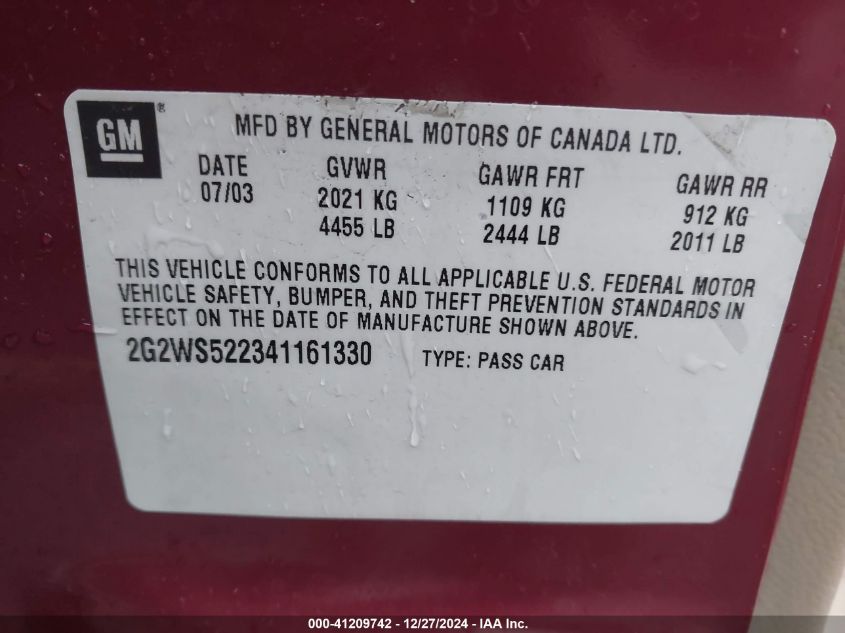 GM ®
MFD BY GENERAL MOTORS OF CANADA LTD.
DATE GVWR GAWR FRT GAWR RR
07/03 2021 KG 1109 KG 912 KG
4455 LB 2444 LB 2011 LB
THIS VEHICLE CONFORMS TO ALL APPLICABLE U.S. FEDERAL MOTOR
VEHICLE SAFETY, BUMPER, AND THEFT PREVENTION STANDARDS IN
EFFECT ON THE DATE OF MANUFACTURE SHOWN ABOVE.
2G2WS522341161330 TYPE: PASS CAR
000-41209742 - 12/27/2024 - IAA Inc.